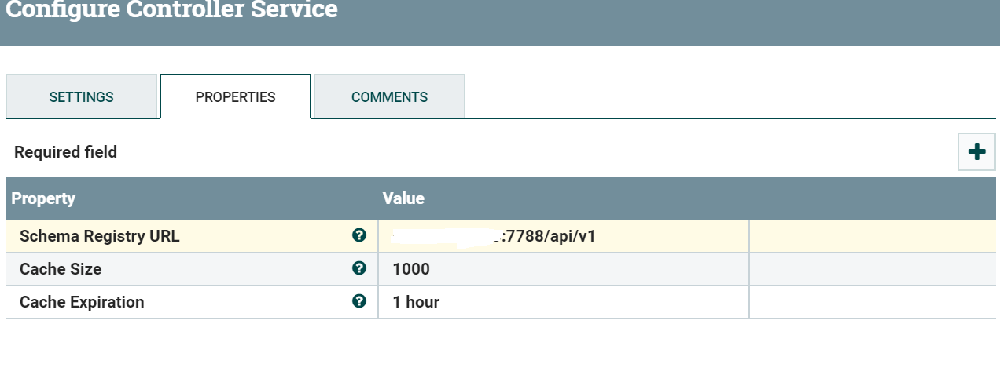 Configure Controller Service
SETTINGS PROPERTIES COMMENTS
Required field
Property Value
Schema Registry URL :7788/api/v1
Cache Size 1000
Cache Expiration 1 hour